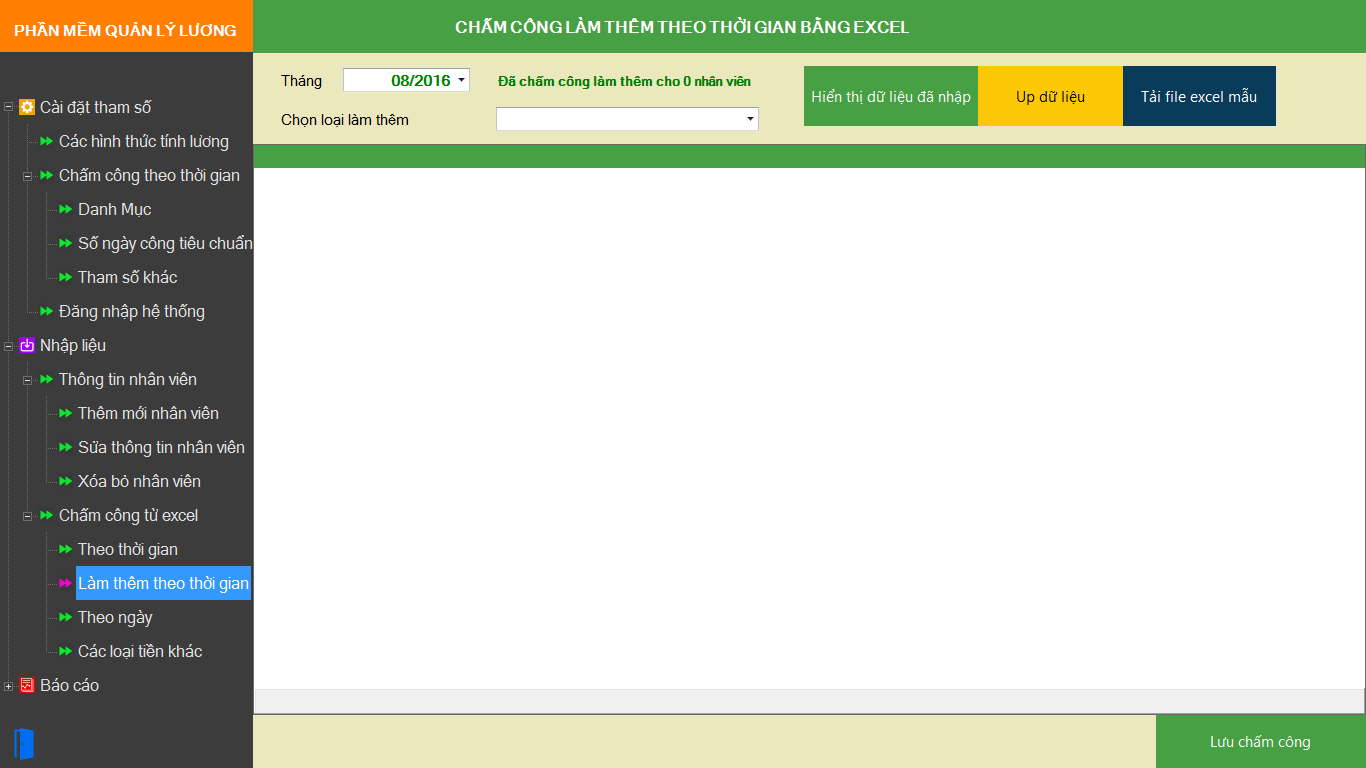 PHẦN MỀM QUẢN LÝ LƯƠNG
CHẤM CÔNG LÀM THÊM THEO THỜI GIAN BẰNG EXCEL
Tháng
08/2016
Đã chấm công làm thêm cho 0 nhân viên
Chọn loại làm thêm
Hiển thị dữ liệu đã nhập
Up dữ liệu
Tải file excel mẫu
Cài đặt tham số
Các hình thức tính lương
Chấm công theo thời gian
Danh Mục
Số ngày công tiêu chuẩn
Tham số khác
Đăng nhập hệ thống
Nhập liệu
Thông tin nhân viên
Thêm mới nhân viên
Sửa thông tin nhân viên
Xóa bỏ nhân viên
Chấm công từ excel
Theo thời gian
Làm thêm theo thời gian
Theo ngày
Các loại tiền khác
Báo cáo
Lưu chấm công